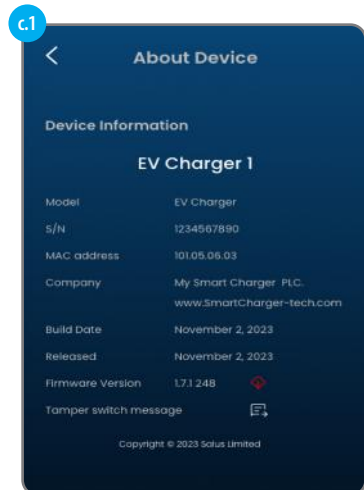 c.1
About Device
Device Information
EV Charger 1
Model EV Charger
S/N 1234567890
MAC address 101.05.06.03
Company My Smart Charger PLC.
www.SmartCharger-tech.com
Build Date November 2, 2023
Released November 2, 2023
Firmware Version 1.7.1 248
Tamper switch message
Copyright © 2023 Salus Limited